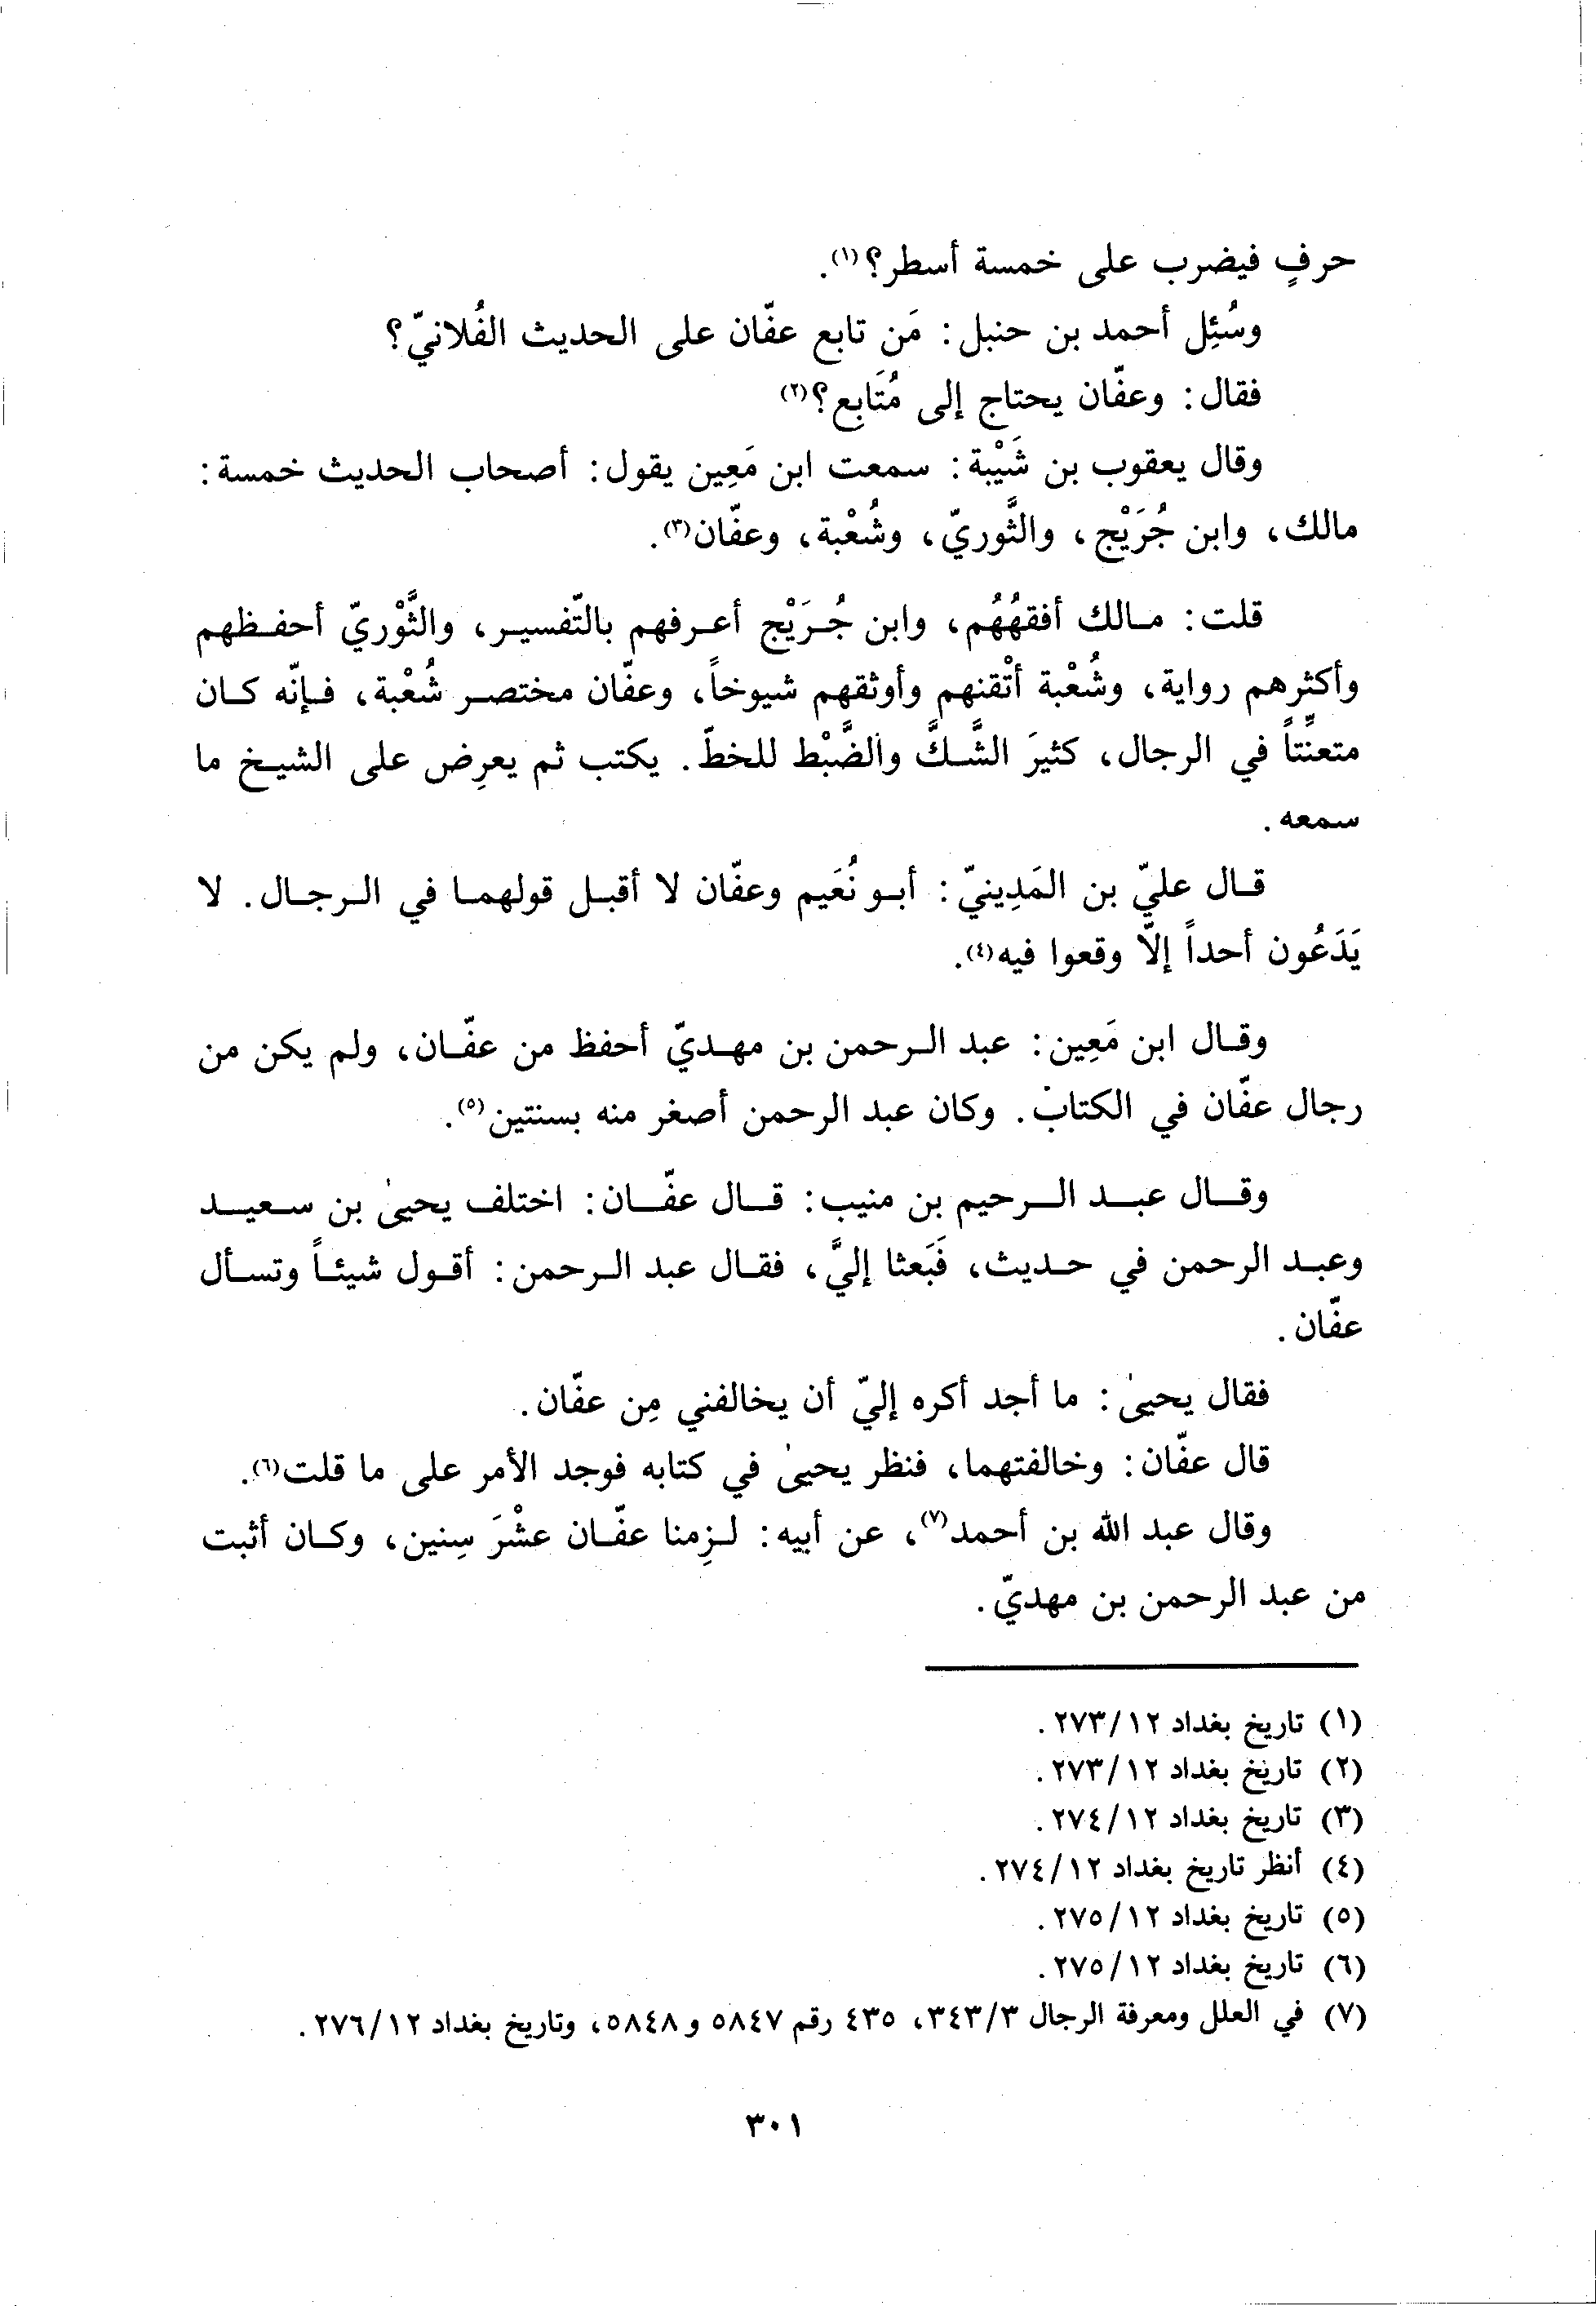 حرفٍ فيضرب على خمسة أسطر؟(١).
وسُئِل أحمد بن حنبل: مَن تابع عفّان على الحديث الفُلانيّ؟
فقال: وعفّان يحتاج إلى مُتَابع؟(٢)
وقال يعقوب بن شَيْبة: سمعت ابن مَعِين يقول: أصحاب الحديث خمسة:
مالك، وابن جُرَيْج، والثَّوريّ، وشُعْبة، وعفّان(٣).
قلت: مالك أفقهُهُم، وابن جُرَيْج أعرفهم بالتّفسير، والثَّوْريّ أحفظهم
وأكثرهم رواية، وشُعْبة أتْقنهم وأوثقهم شيوخاً، وعفّان مختصر شُعْبة، فإنّه كان
متعنِّتاً في الرجال، كثيرَ الشَّكِّ والضَّبْط للخطّ. يكتب ثم يعرِض على الشيخ ما
سمعه.
قال عليّ بن المَدِينيّ: أبو نُعَيم وعفّان لا أقبل قولهما في الرجال. لا
يَدَعُون أحداً إلّا وقعوا فيه(٤).
وقال ابن مَعِين: عبد الرحمن بن مهديّ أحفظ من عفّان، ولم يكن من
رجال عفّان في الكتاب. وكان عبد الرحمن أصغر منه بسنتين(٥).
وقال عبد الرحيم بن منيب: قال عفّان: اختلف يحيىٰ بن سعيد
وعبد الرحمن في حديث، فَبَعثا إليَّ، فقال عبد الرحمن: أقول شيئاً وتسأل
عفّان.
فقال يحيىٰ: ما أجد أكره إليّ أن يخالفني مِن عفّان.
قال عفّان: وخالفتهما، فنظر يحيىٰ في كتابه فوجد الأمر على ما قلت(٦).
وقال عبد الله بن أحمد(٧)، عن أبيه: لزِمنا عفّان عشْرَ سِنين، وكان أثبت
من عبد الرحمن بن مهديّ.
(١) تاريخ بغداد ١٢/٢٧٣.
(٢) تاريخ بغداد ١٢/٢٧٣.
(٣) تاريخ بغداد ١٢/٢٧٤.
(٤) أنظر تاريخ بغداد ١٢/٢٧٤.
(٥) تاريخ بغداد ١٢/٢٧٥.
(٦) تاريخ بغداد ١٢/٢٧٥.
(٧) في العلل ومعرفة الرجال ٣/٣٤٣، ٤٣٥ رقم ٥٨٤٧ و ٥٨٤٨، وتاريخ بغداد ١٢/٢٧٦.
٣٠١